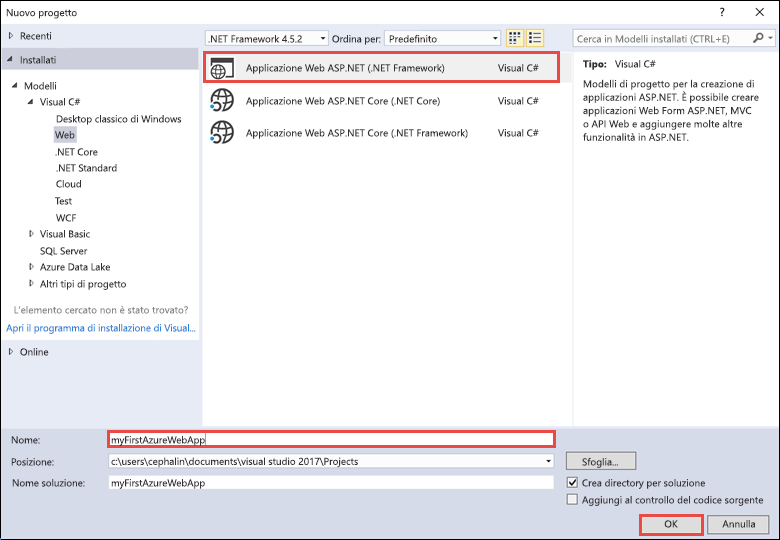 Nuovo progetto
Recenti
.NET Framework 4.5.2
Ordina per:
Predefinito
Cerca in Modelli installati (CTRL+E)
Installati
Modelli
Visual C#
Desktop classico di Windows
Web
.NET Core
.NET Standard
Cloud
Test
WCF
Visual Basic
SQL Server
Azure Data Lake
Altri tipi di progetto
L'elemento cercato non è stato trovato?
Apri il programma di installazione di Visual...
Online
Applicazione Web ASP.NET (.NET Framework) Visual C#
Applicazione Web ASP.NET Core (.NET Core) Visual C#
Applicazione Web ASP.NET Core (.NET Framework) Visual C#
Tipo: Visual C#
Modelli di progetto per la creazione di
applicazioni ASP.NET. È possibile creare
applicazioni Web Form ASP.NET, MVC
o API Web e aggiungere molte altre
funzionalità in ASP.NET.
Nome: myFirstAzureWebApp
Posizione: c:\users\cephalin\documents\visual studio 2017\Projects
Sfoglia...
Nome soluzione: myFirstAzureWebApp
Crea directory per soluzione
Aggiungi al controllo del codice sorgente
OK
Annulla